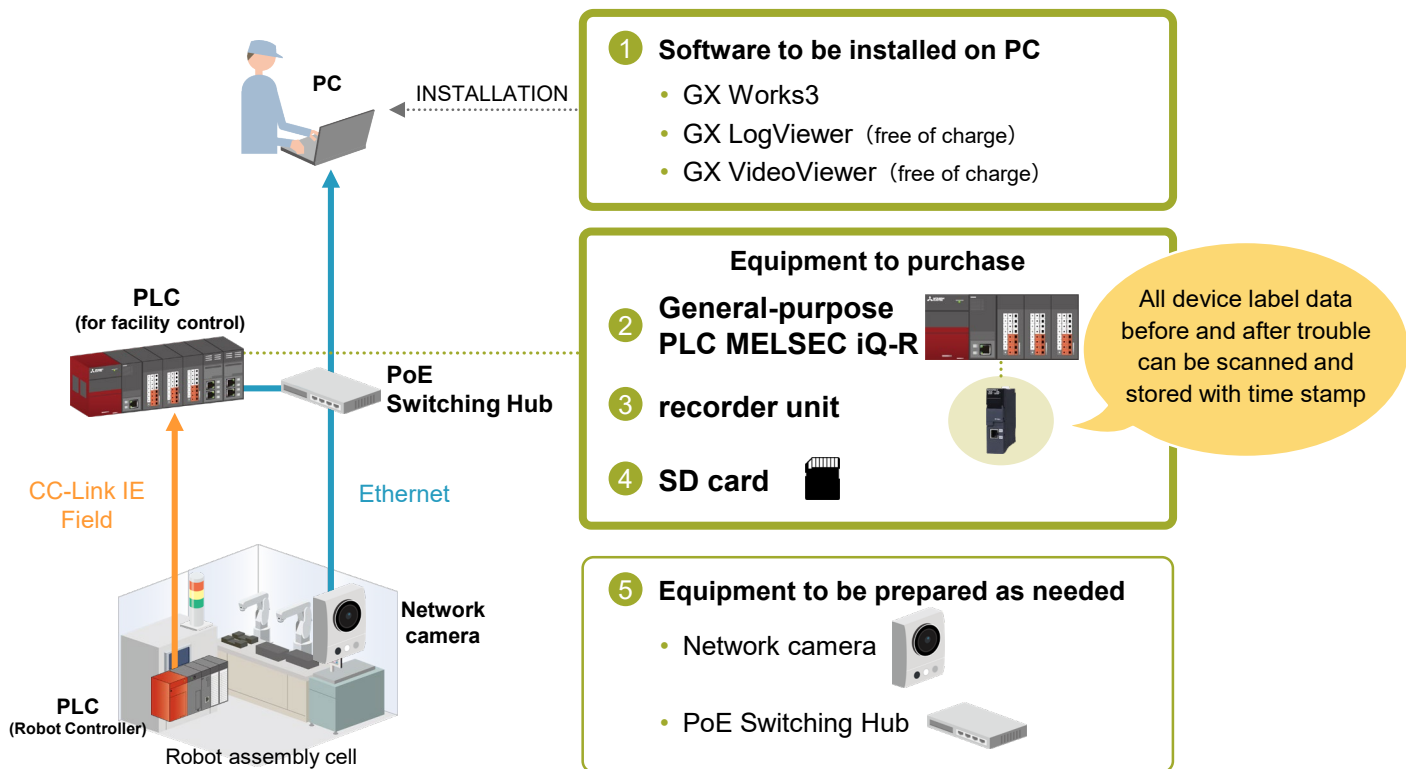 PC
INSTALLATION
1 Software to be installed on PC
• GX Works3
• GX LogViewer（free of charge）
• GX VideoViewer（free of charge）
PLC
(for facility control)
PoE
Switching Hub
CC-Link IE
Field
Ethernet
Network
camera
PLC
(Robot Controller)
Robot assembly cell
Equipment to purchase
2 General-purpose
PLC MELSEC iQ-R
3 recorder unit
4 SD card
All device label data
before and after trouble
can be scanned and
stored with time stamp
5 Equipment to be prepared as needed
• Network camera
• PoE Switching Hub